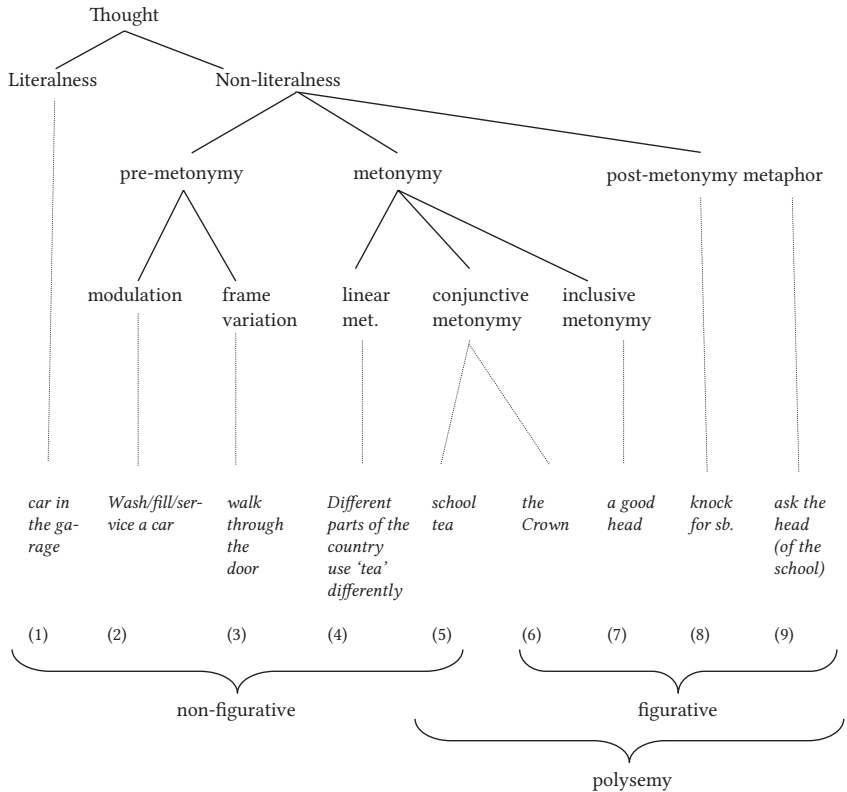 Thought
Literalness Non-literalness
pre-metonymy metonymy post-metonymy metaphor
modulation
frame
variation
linear
met.
conjunctive
metonymy
inclusive
metonymy
car in
the ga-
rage
Wash/fill/ser-
vice a car
walk
through
the
door
Different
parts of the
country
use ‘tea’
differently
school
tea
the
Crown
a good
head
knock
for sb.
ask the
head
(of the
school)
(1) (2) (3) (4) (5) (6) (7) (8) (9)
non-figurative figurative
polysemy